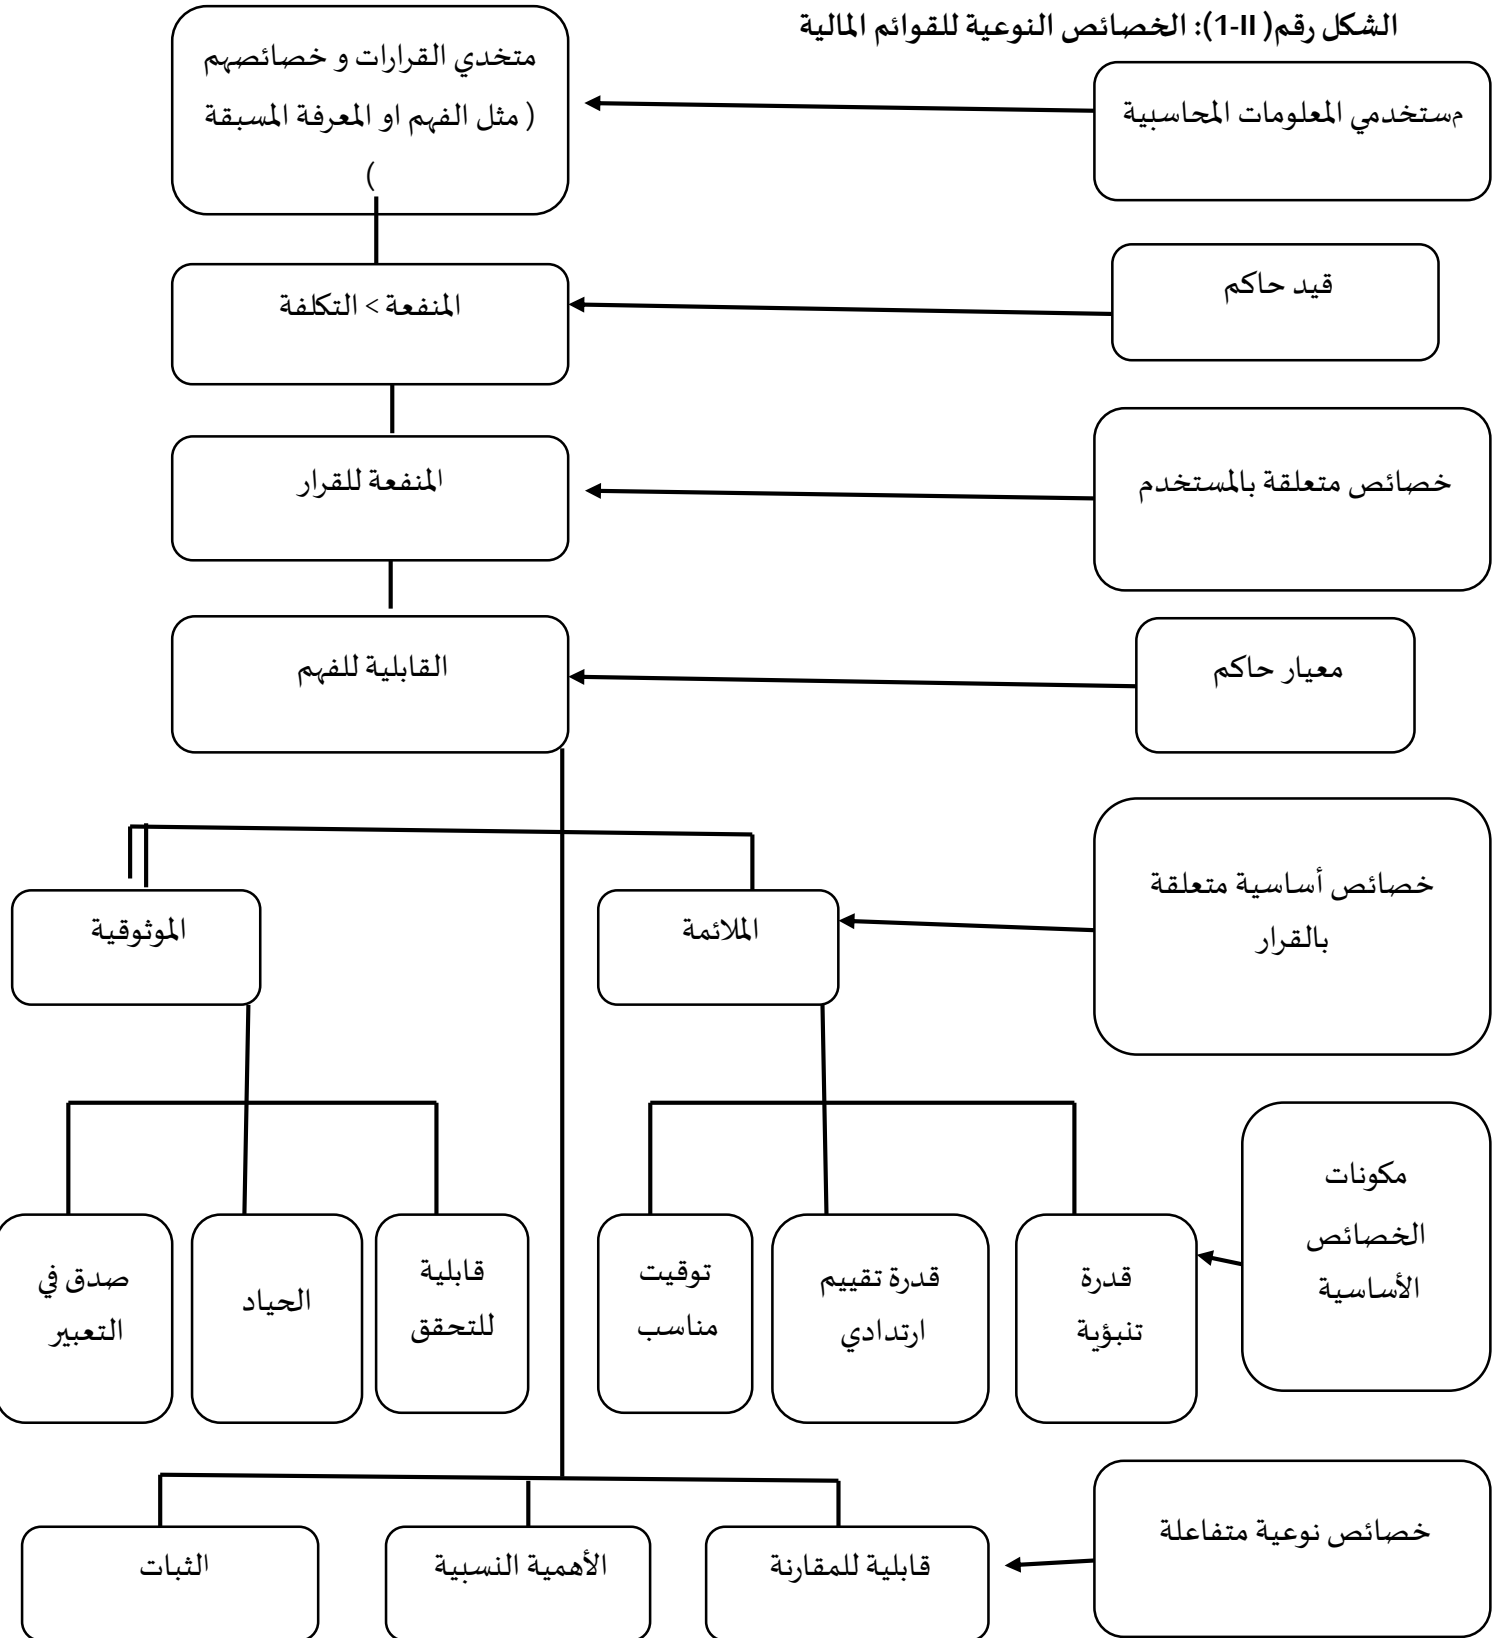 الشكل رقم( II-1): الخصائص النوعية للقوائم المالية
مستخدمي المعلومات المحاسبية
متخدي القرارات و خصائصهم
( مثل الفهم او المعرفة المسبقة
)
قيد حاكم
المنفعة > التكلفة
خصائص متعلقة بالمستخدم
المنفعة للقرار
معيار حاكم
القابلية للفهم
خصائص أساسية متعلقة
بالقرار
الملائمة
الموثوقية
مكونات
الخصائص
الأساسية
قدرة
تنبؤية
قدرة تقييم
ارتدادي
توقيت
مناسب
قابلية
للتحقق
الحياد
صدق في
التعبير
خصائص نوعية متفاعلة
قابلية للمقارنة
الأهمية النسبية
الثبات